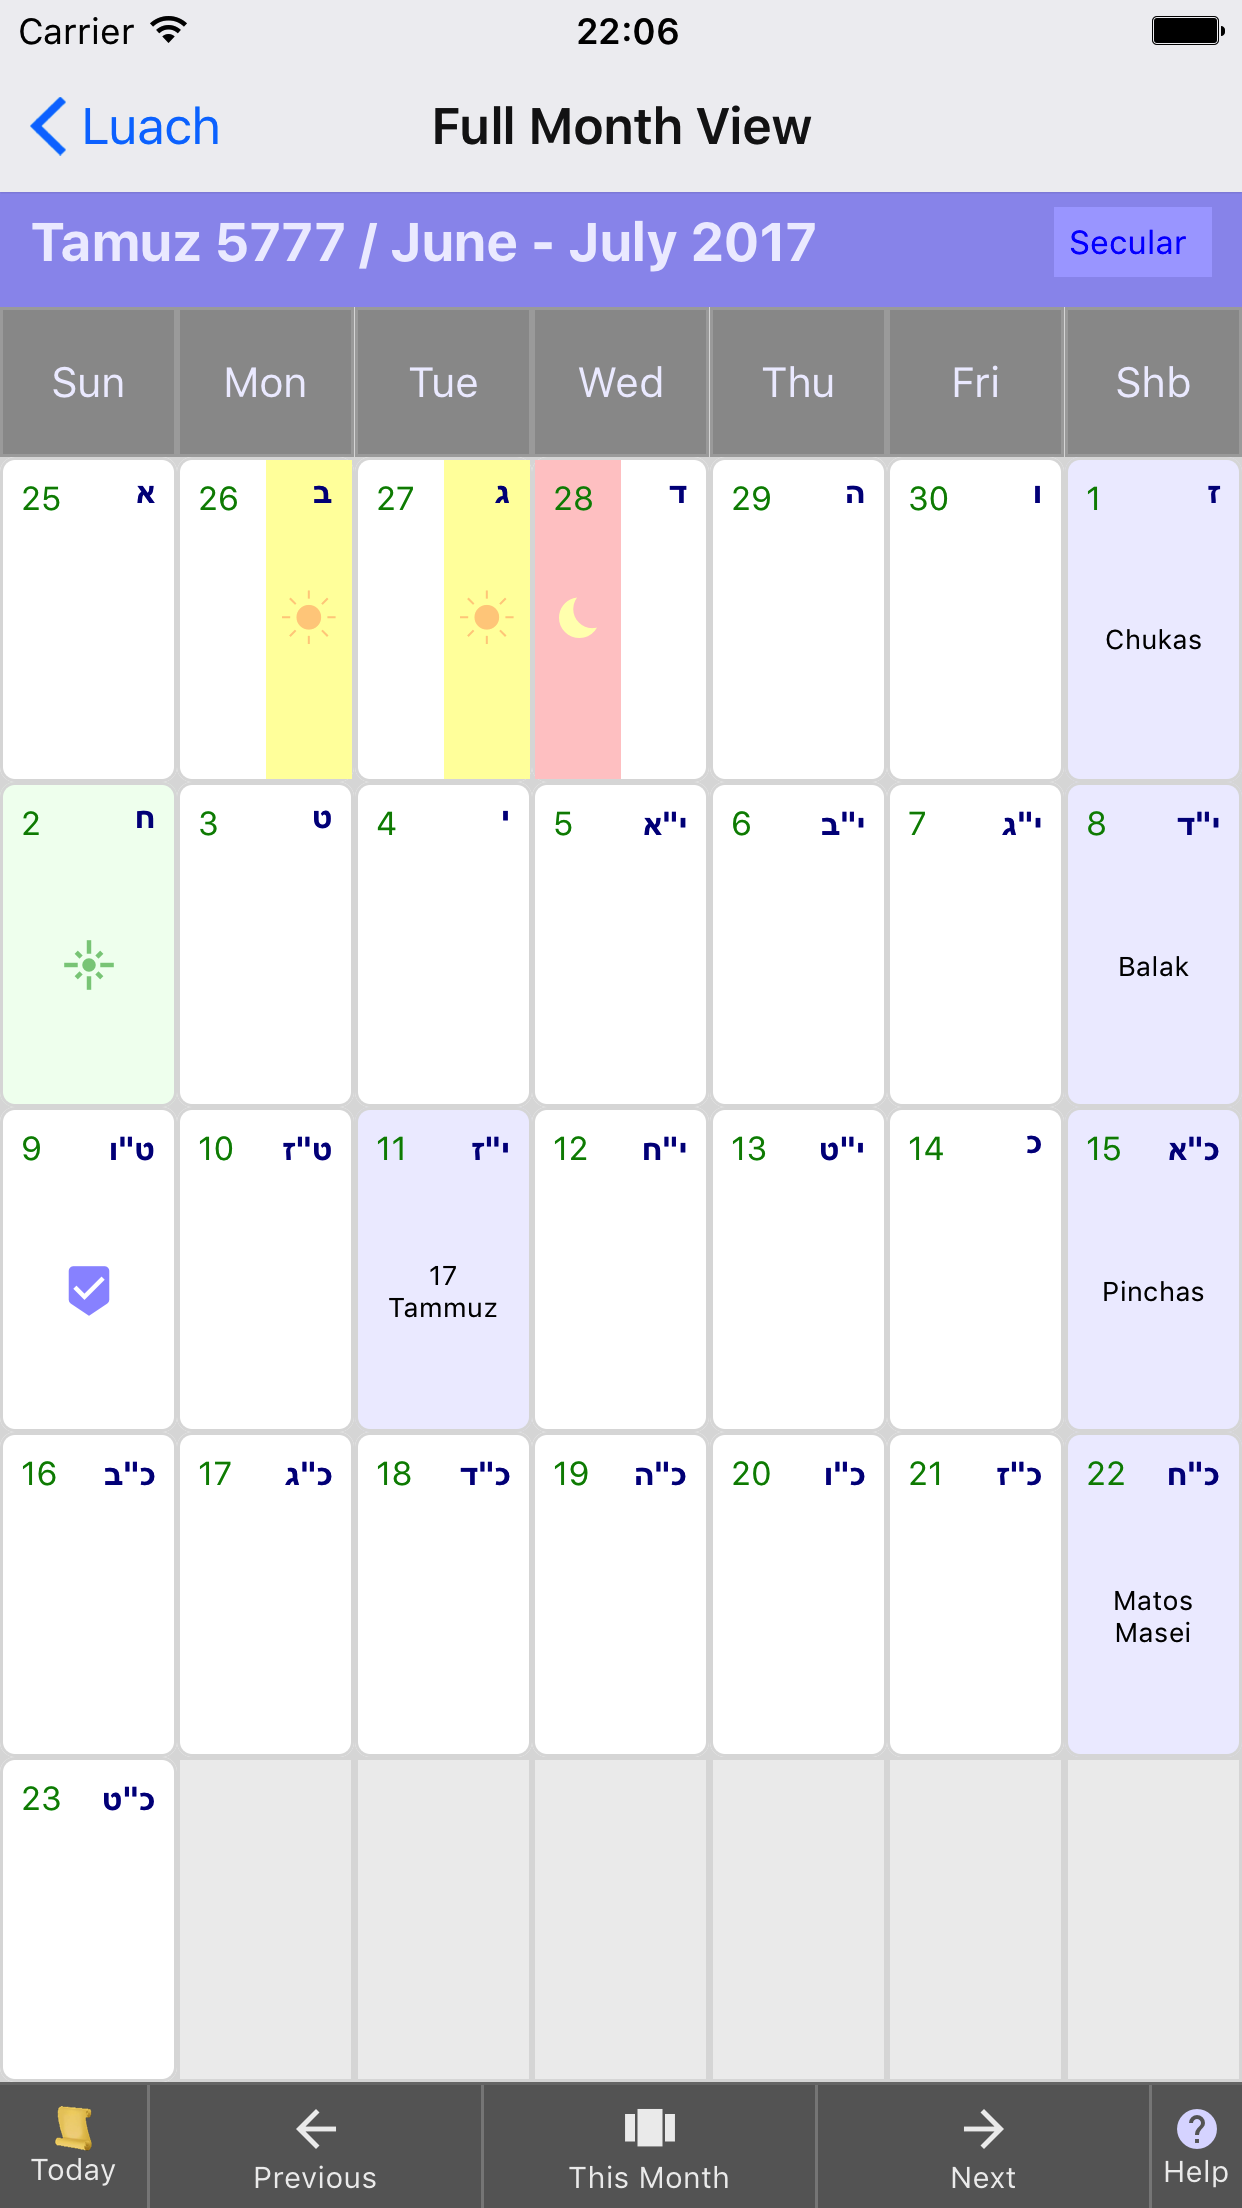 Carrier 22:06
Luach Full Month View
Tamuz 5777 / June - July 2017 Secular
Sun Mon Tue Wed Thu Fri Shb
25 א 26 ב 27 ג 28 ד 29 ה 30 ו 1 ז
Chukas
2 ח 3 ט 4 י 5 י"א 6 י"ב 7 י"ג 8 י"ד
Balak
9 ט"ו 10 ט"ז 11 י"ז 12 י"ח 13 י"ט 14 כ 15 כ"א
17
Tammuz
Pinchas
16 כ"ב 17 כ"ג 18 כ"ד 19 כ"ה 20 כ"ו 21 כ"ז 22 כ"ח
Matos
Masei
23 כ"ט
Today Previous This Month Next Help